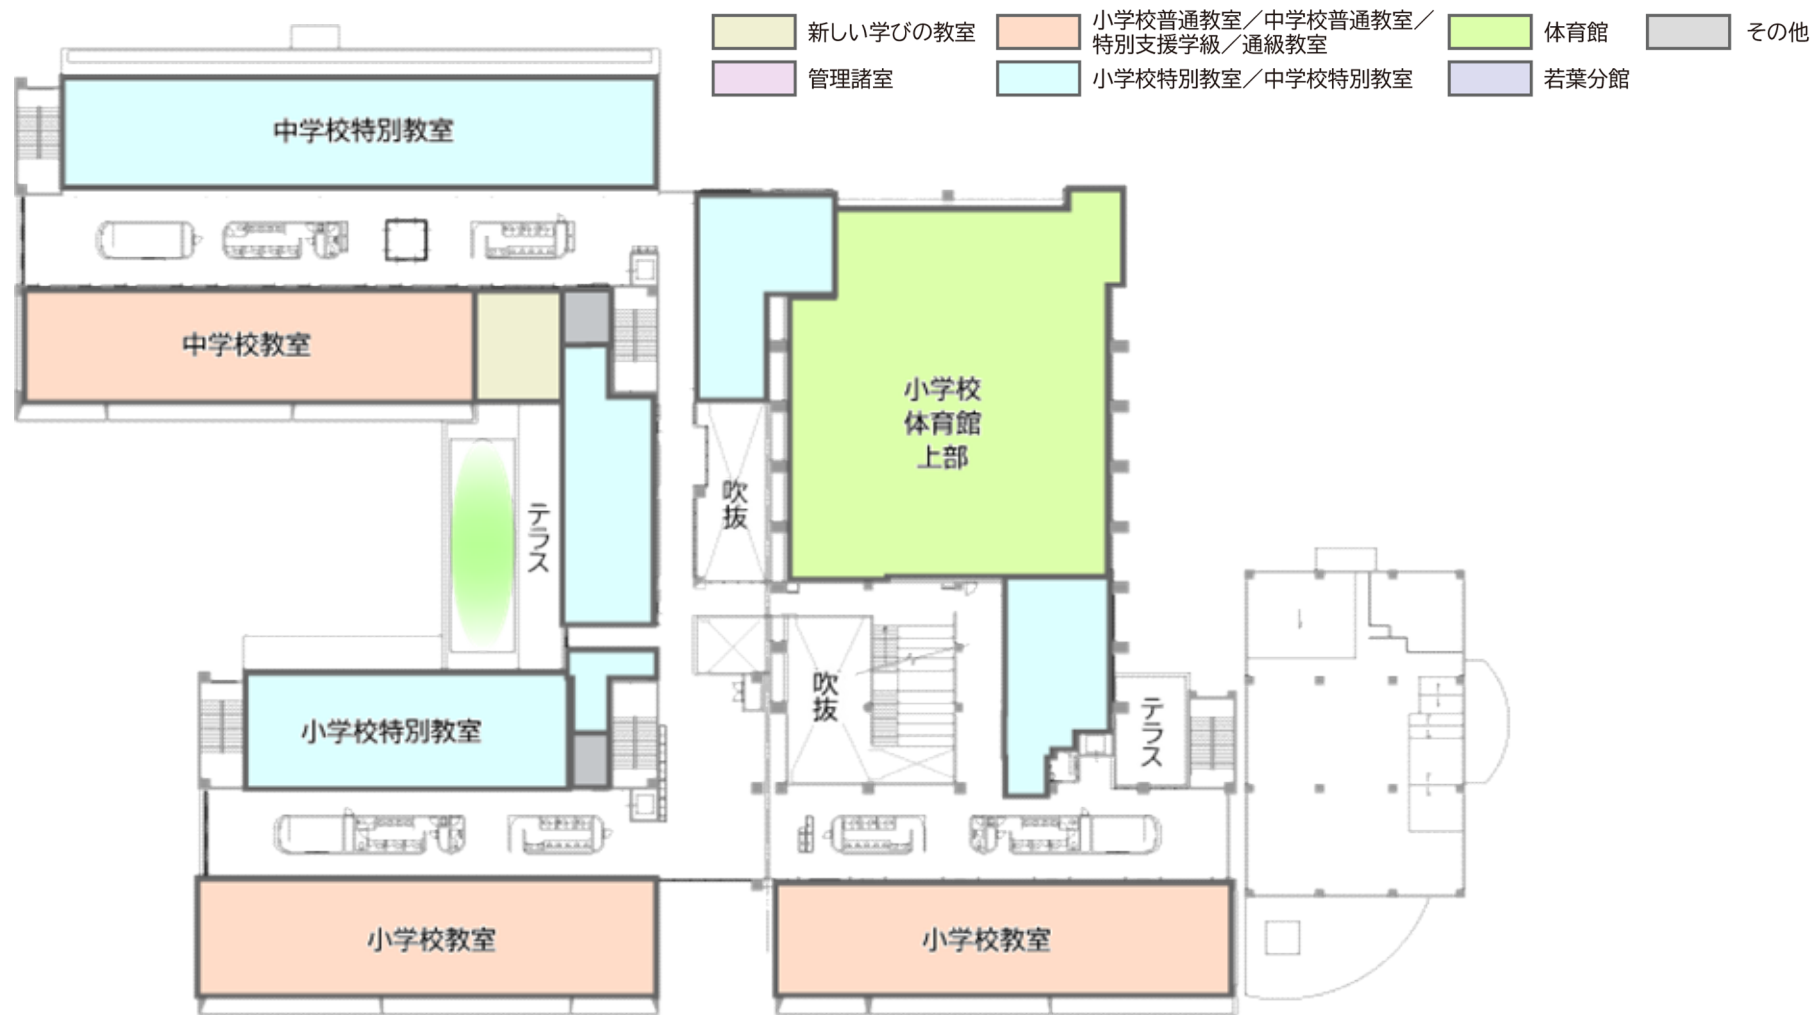 新しい学びの教室
小学校普通教室／中学校普通教室／
特別支援学級／通級教室
体育館
その他
管理諸室
小学校特別教室／中学校特別教室
若葉分館
中学校特別教室
中学校教室
小学校
体育館
上部
吹抜
テラス
吹抜
テラス
小学校特別教室
小学校教室
小学校教室